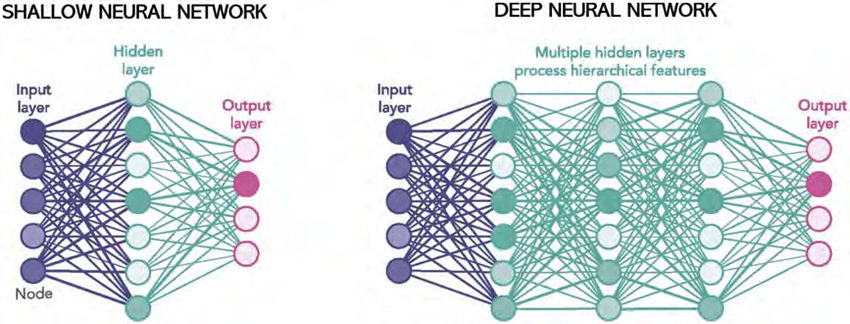 SHALLOW NEURAL NETWORK
Hidden
layer
Input
layer
Output
layer
Node
DEEP NEURAL NETWORK
Multiple hidden layers
process hierarchical features
Input
layer
Output
layer